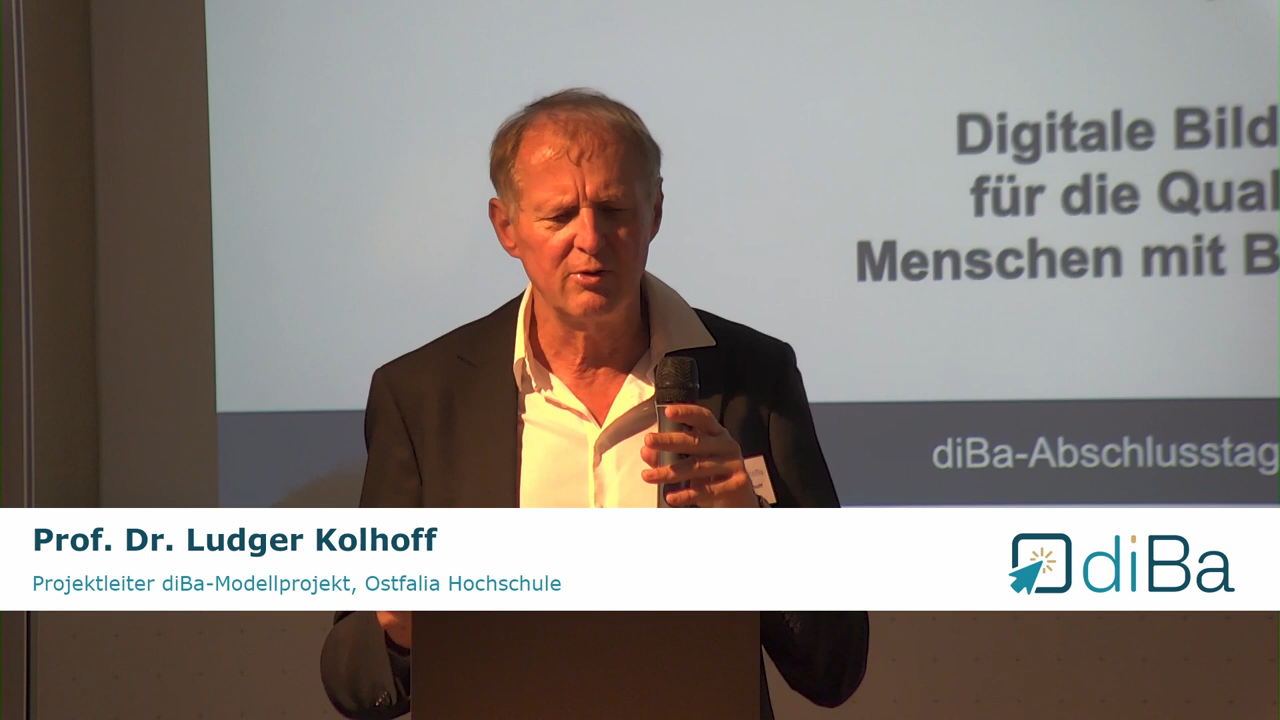 Digitale Bild
für die Qual
Menschen mit B
diBa-Abschlusstag
Prof. Dr. Ludger Kolhoff
Projektleiter diBa-Modellprojekt, Ostfalia Hochschule
diBa